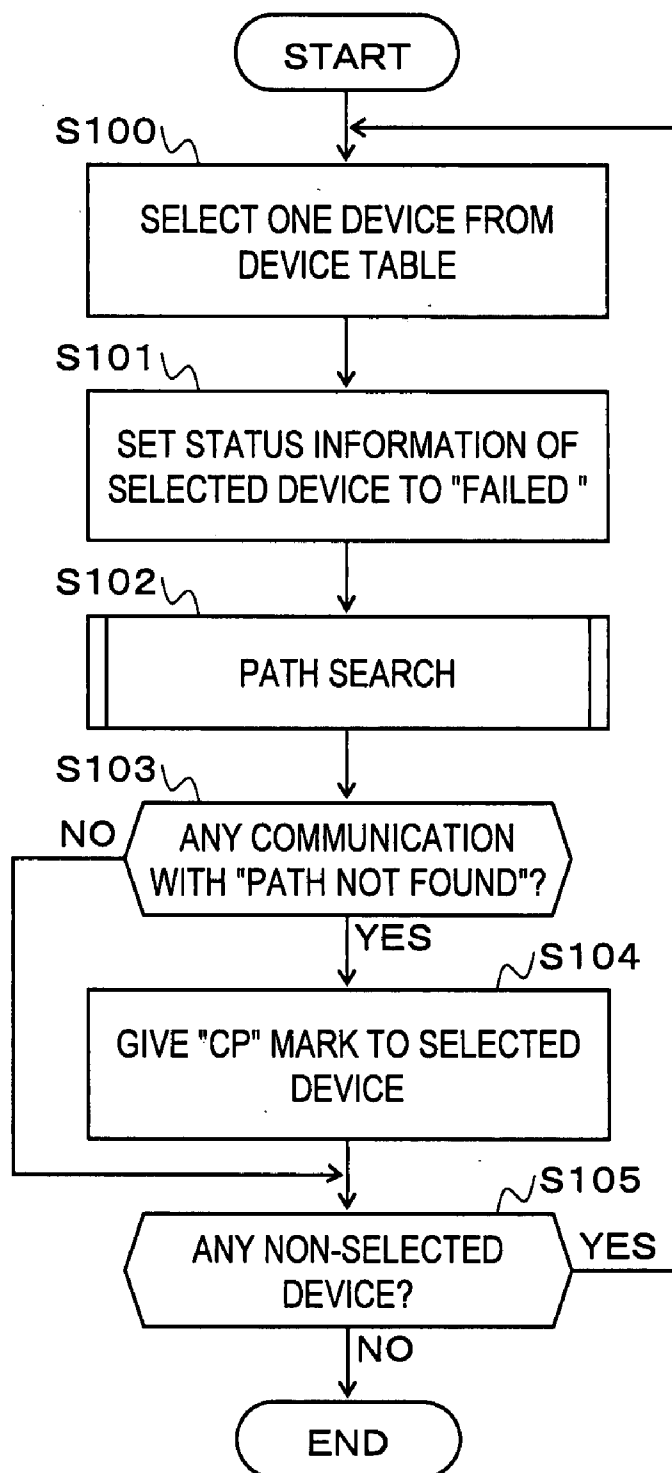 START
S100
SELECT ONE DEVICE FROM
DEVICE TABLE
S101
SET STATUS INFORMATION OF
SELECTED DEVICE TO "FAILED "
S102
PATH SEARCH
S103
NO
ANY COMMUNICATION
WITH "PATH NOT FOUND"?
YES
S104
GIVE "CP" MARK TO SELECTED
DEVICE
S105
ANY NON-SELECTED
DEVICE?
YES
NO
END